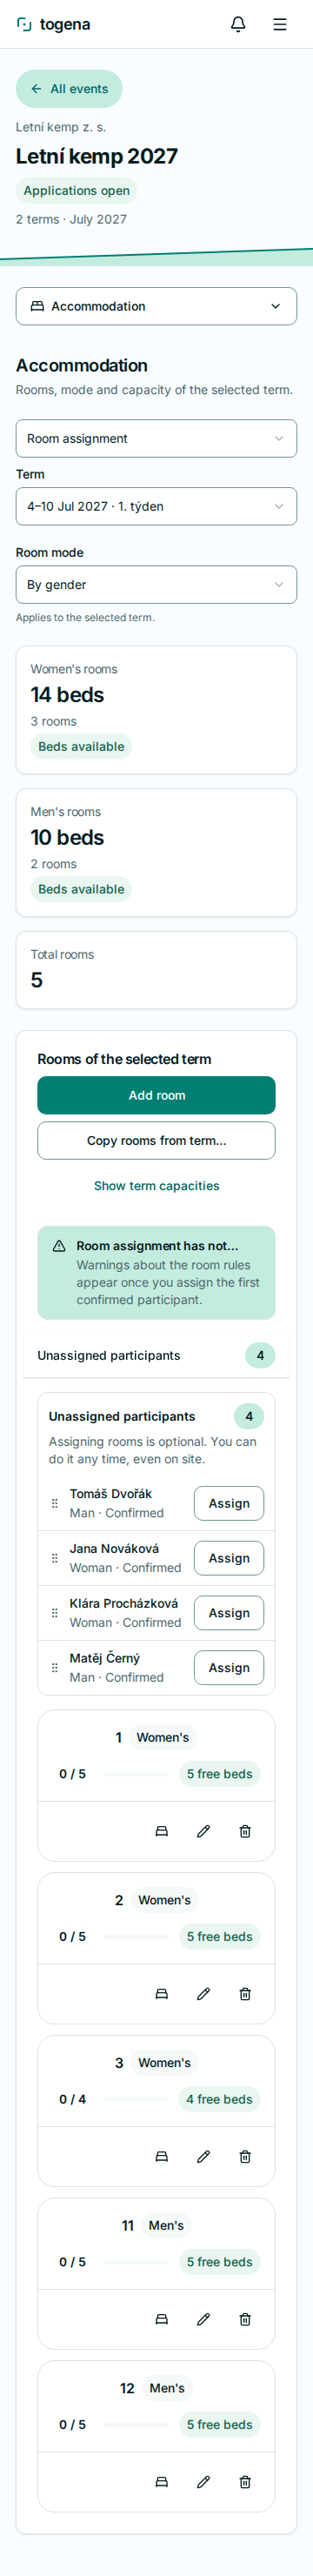 togena
All events
Letní kemp z. s.
Letní kemp 2027
Applications open
2 terms · July 2027
Accommodation
Accommodation
Rooms, mode and capacity of the selected term.
Room assignment
Term
4–10 Jul 2027 · 1. týden
Room mode
By gender
Applies to the selected term.
Women's rooms
14 beds
3 rooms
Beds available
Men's rooms
10 beds
2 rooms
Beds available
Total rooms
5
Rooms of the selected term
Add room
Copy rooms from term...
Show term capacities
Room assignment has not...
Warnings about the room rules
appear once you assign the first
confirmed participant.
Unassigned participants 4
Unassigned participants 4
Assigning rooms is optional. You can
do it any time, even on site.
Tomáš Dvořák
Man · Confirmed
Assign
Jana Nováková
Woman · Confirmed
Assign
Klára Procházková
Woman · Confirmed
Assign
Matěj Černý
Man · Confirmed
Assign
1 Women's
0 / 5 5 free beds
2 Women's
0 / 5 5 free beds
3 Women's
0 / 4 4 free beds
11 Men's
0 / 5 5 free beds
12 Men's
0 / 5 5 free beds